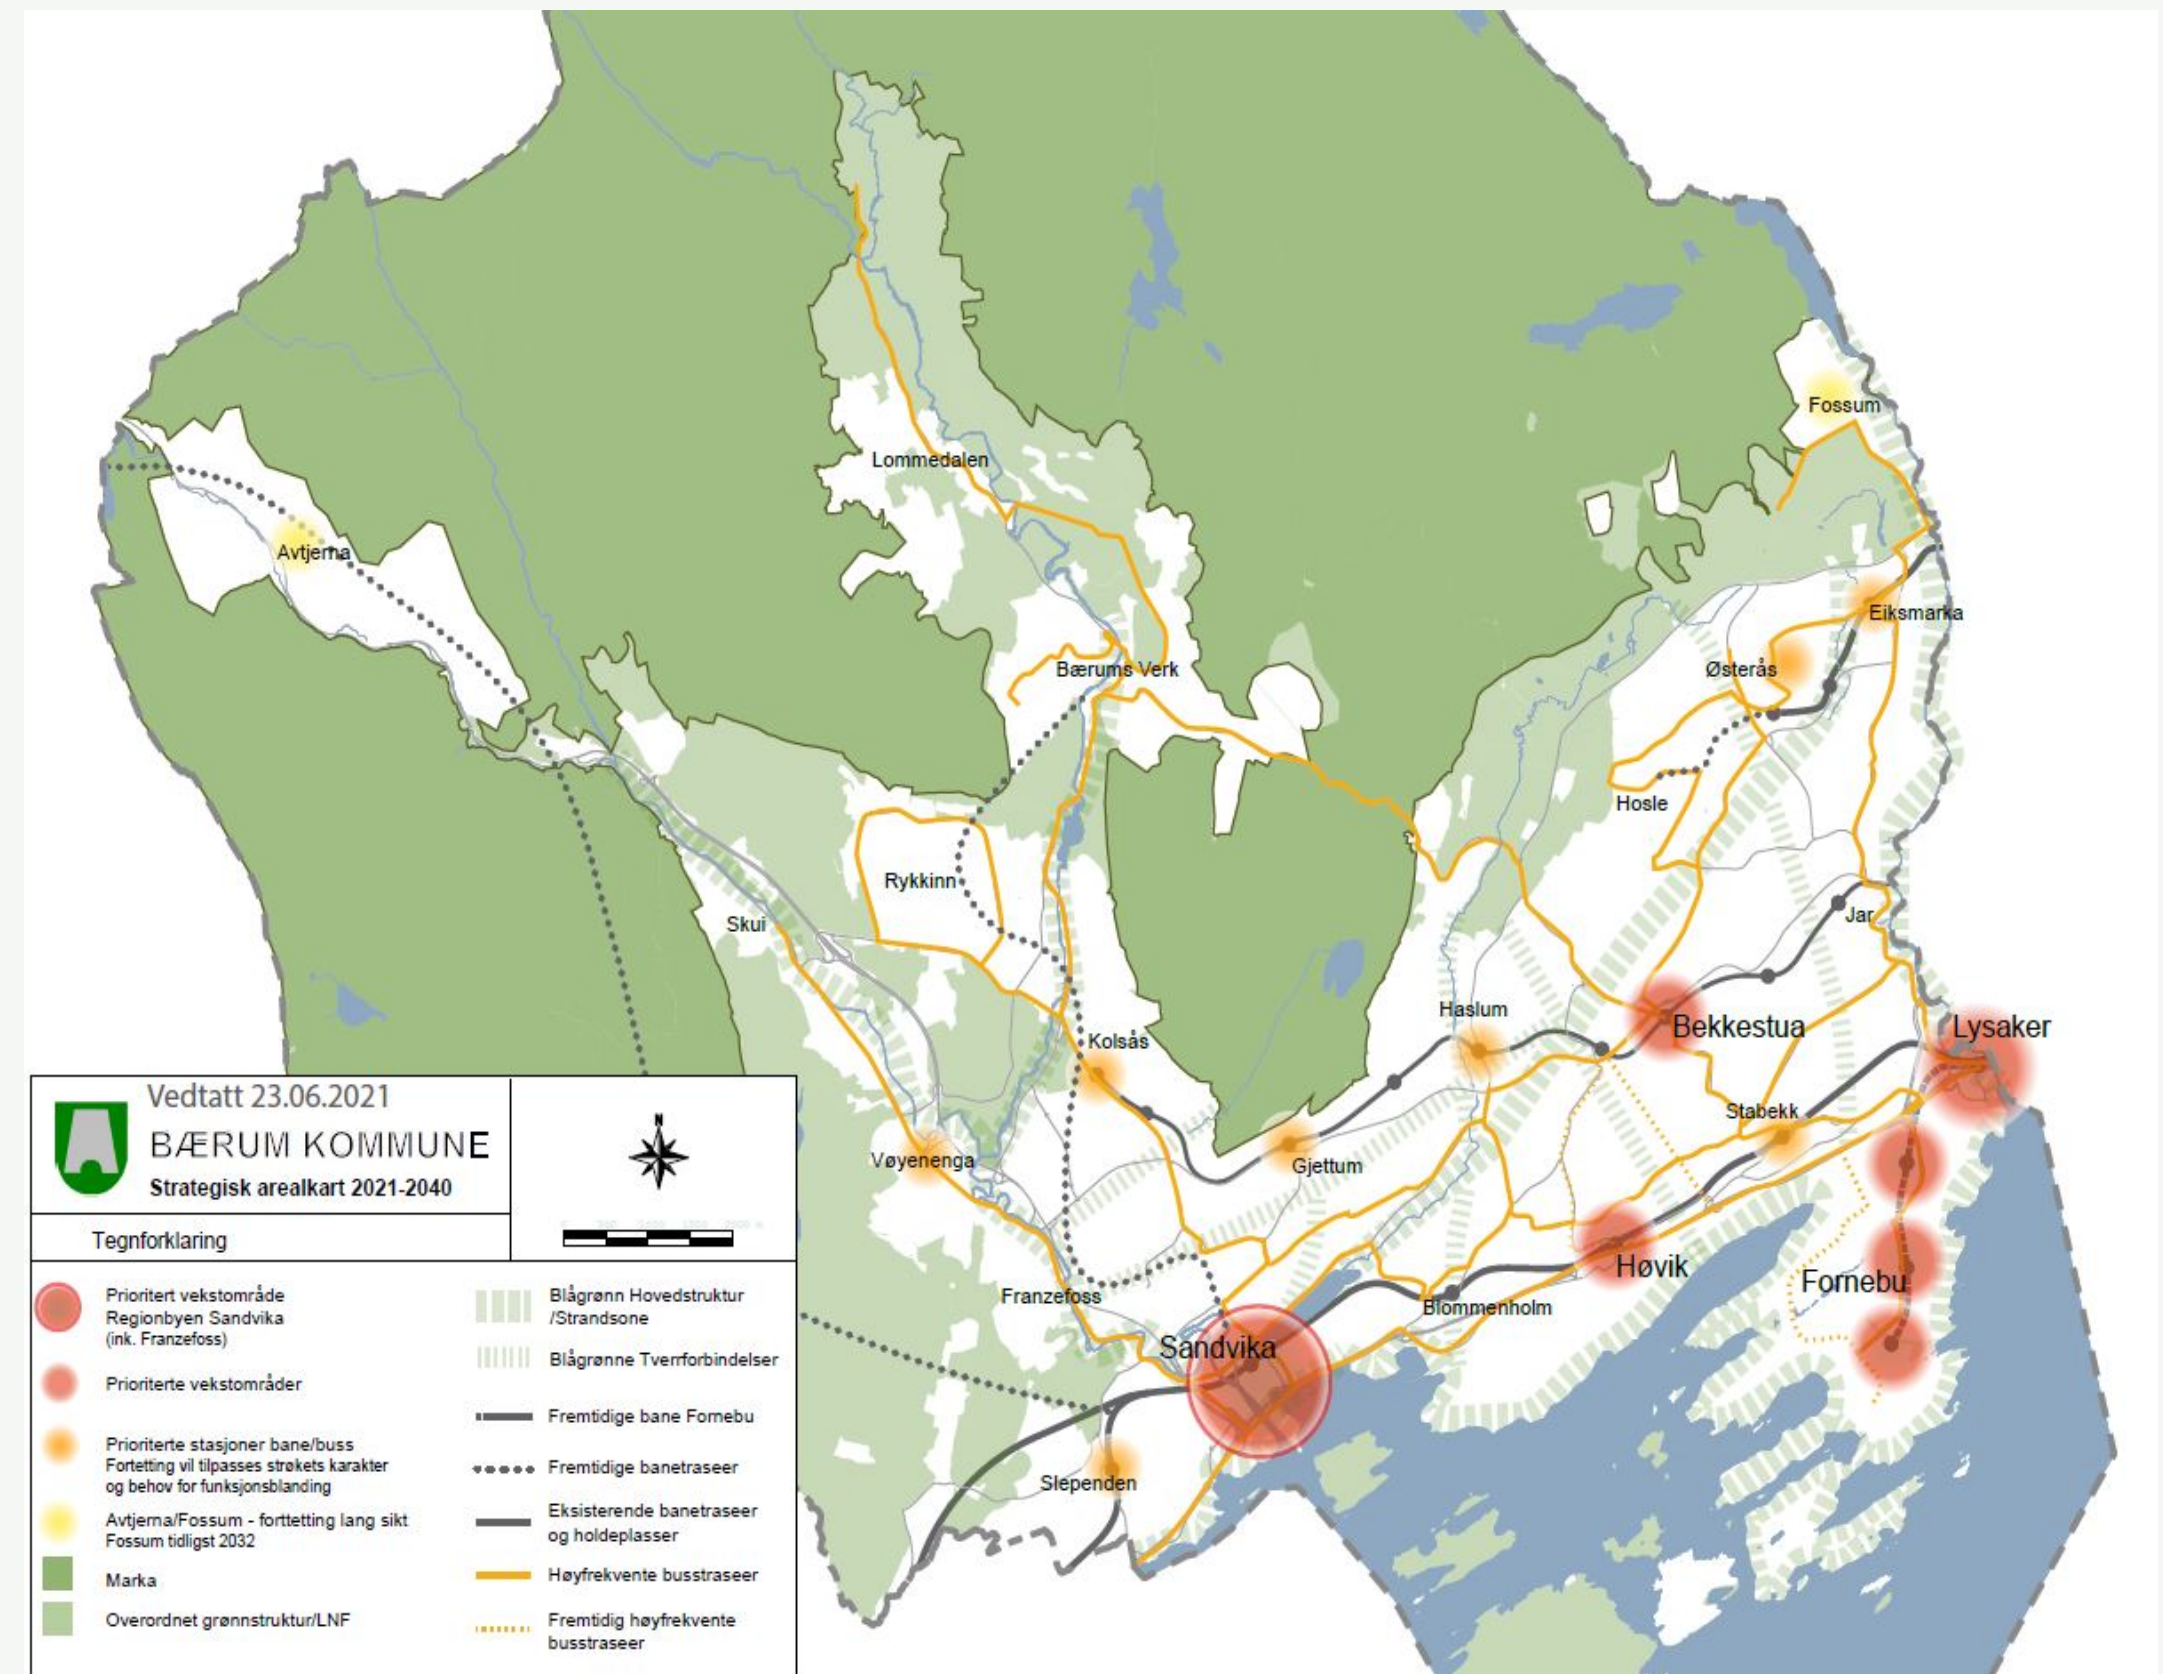 Fossum
Lommedalen
Avtjerna
Eiksmarka
Bærums Verk
Østerås
Hosle
Rykkinn
Skui
Jar
Haslum
Bekkestua
Lysaker
Kolsås
Stabekk
Vøyenenga
Gjettum
Høvik
Fornebu
Franzefoss
Blommenholm
Sandvika
Slependen
Vedtatt 23.06.2021
BÆRUM KOMMUNE
Strategisk arealkart 2021-2040
N
Tegnforklaring
Prioritert vekstområde
Regionbyen Sandvika
(ink. Franzefoss)
Prioriterte vekstområder
Prioriterte stasjoner bane/buss
Fortetting vil tilpasses strøkets karakter
og behov for funksjonsblanding
Avtjerna/Fossum - forttetting lang sikt
Fossum tidligst 2032
Marka
Overordnet grønnstruktur/LNF
Blågrønn Hovedstruktur
/Strandsone
Blågrønne Tverrforbindelser
Fremtidige bane Fornebu
Fremtidige banetraseer
Eksisterende banetraseer
og holdeplasser
Høyfrekvente busstraseer
Fremtidig høyfrekvente
busstraseer